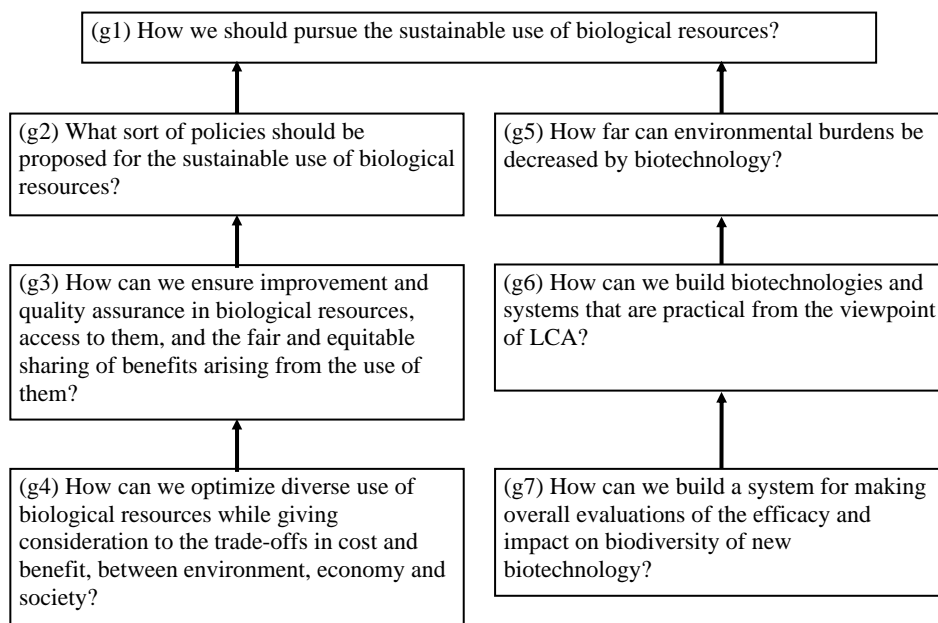 (g1) How we should pursue the sustainable use of biological resources?
(g2) What sort of policies should be
proposed for the sustainable use of biological
resources?
(g5) How far can environmental burdens be
decreased by biotechnology?
(g3) How can we ensure improvement and
quality assurance in biological resources,
access to them, and the fair and equitable
sharing of benefits arising from the use of
them?
(g6) How can we build biotechnologies and
systems that are practical from the viewpoint
of LCA?
(g4) How can we optimize diverse use of
biological resources while giving
consideration to the trade-offs in cost and
benefit, between environment, economy and
society?
(g7) How can we build a system for making
overall evaluations of the efficacy and
impact on biodiversity of new
biotechnology?